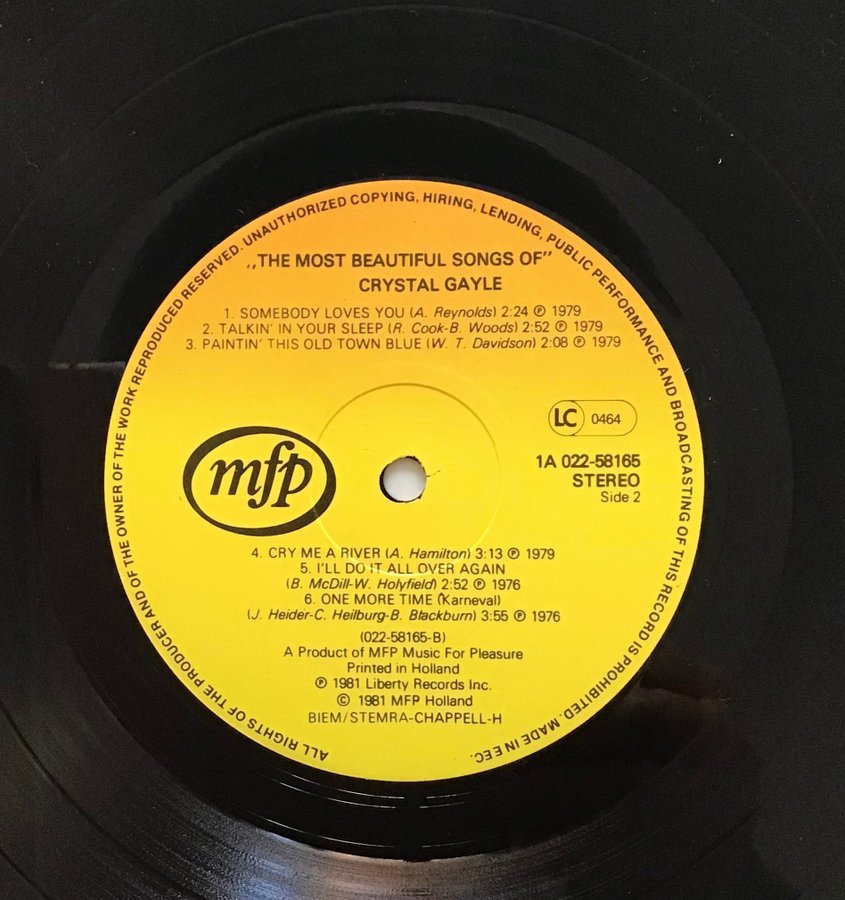 ALL RIGHTS OF THE PRODUCER AND OF THE OWNER OF THE WORK REPRODUCED RESERVED. UNAUTHORIZED COPYING, HIRING, LENDING, PUBLIC PERFORMANCE AND BROADCASTING OF THIS RECORD IS PROHIBITED. MADE IN EEC.
,,THE MOST BEAUTIFUL SONGS OF"
CRYSTAL GAYLE
1. SOMEBODY LOVES YOU (A. Reynolds) 2:24 ℗ 1979
2. TALKIN' IN YOUR SLEEP (R. Cook-B. Woods) 2:52 ℗ 1979
3. PAINTIN' THIS OLD TOWN BLUE (W. T. Davidson) 2:08 ℗ 1979
LC 0464
mfp
1A 022-58165
STEREO
Side 2
4. CRY ME A RIVER (A. Hamilton) 3:13 ℗ 1979
5. I'LL DO IT ALL OVER AGAIN
(B. McDill-W. Holyfield) 2:52 ℗ 1976
6. ONE MORE TIME (Karneval)
(J. Heider-C. Heilburg-B. Blackburn) 3:55 ℗ 1976
(022-58165-B)
A Product of MFP Music For Pleasure
Printed in Holland
℗ 1981 Liberty Records Inc.
© 1981 MFP Holland
BIEM/STEMRA-CHAPPELL-H